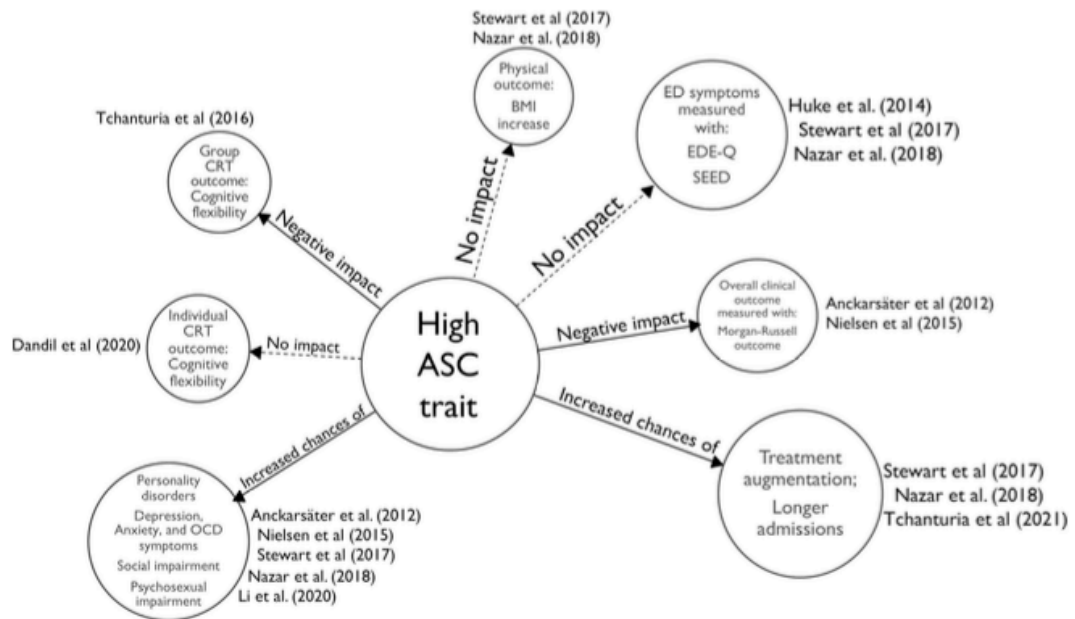 Stewart et al (2017)
Nazar et al. (2018)
Physical
outcome:
BMI
increase
No impact
ED symptoms
measured
with:
EDE-Q
SEED
Huke et al. (2014)
Stewart et al (2017)
Nazar et al. (2018)
No impact
Tchanturia et al (2016)
Group
CRT
outcome:
Cognitive
flexibility
Negative impact
High
ASC
trait
Negative impact
Overall clinical
outcome
measured with:
Morgan-Russell
outcome
Anckarsäter et al (2012)
Nielsen et al (2015)
Dandil et al (2020)
Individual
CRT
outcome:
Cognitive
flexibility
No impact
Increased chances of
Treatment
augmentation;
Longer
admissions
Stewart et al (2017)
Nazar et al. (2018)
Tchanturia et al (2021)
Increased chances of
Personality
disorders
Depression,
Anxiety, and OCD
symptoms
Social impairment
Psychosexual
impairment
Anckarsäter et al. (2012)
Nielsen et al (2015)
Stewart et al (2017)
Nazar et al. (2018)
Li et al. (2020)